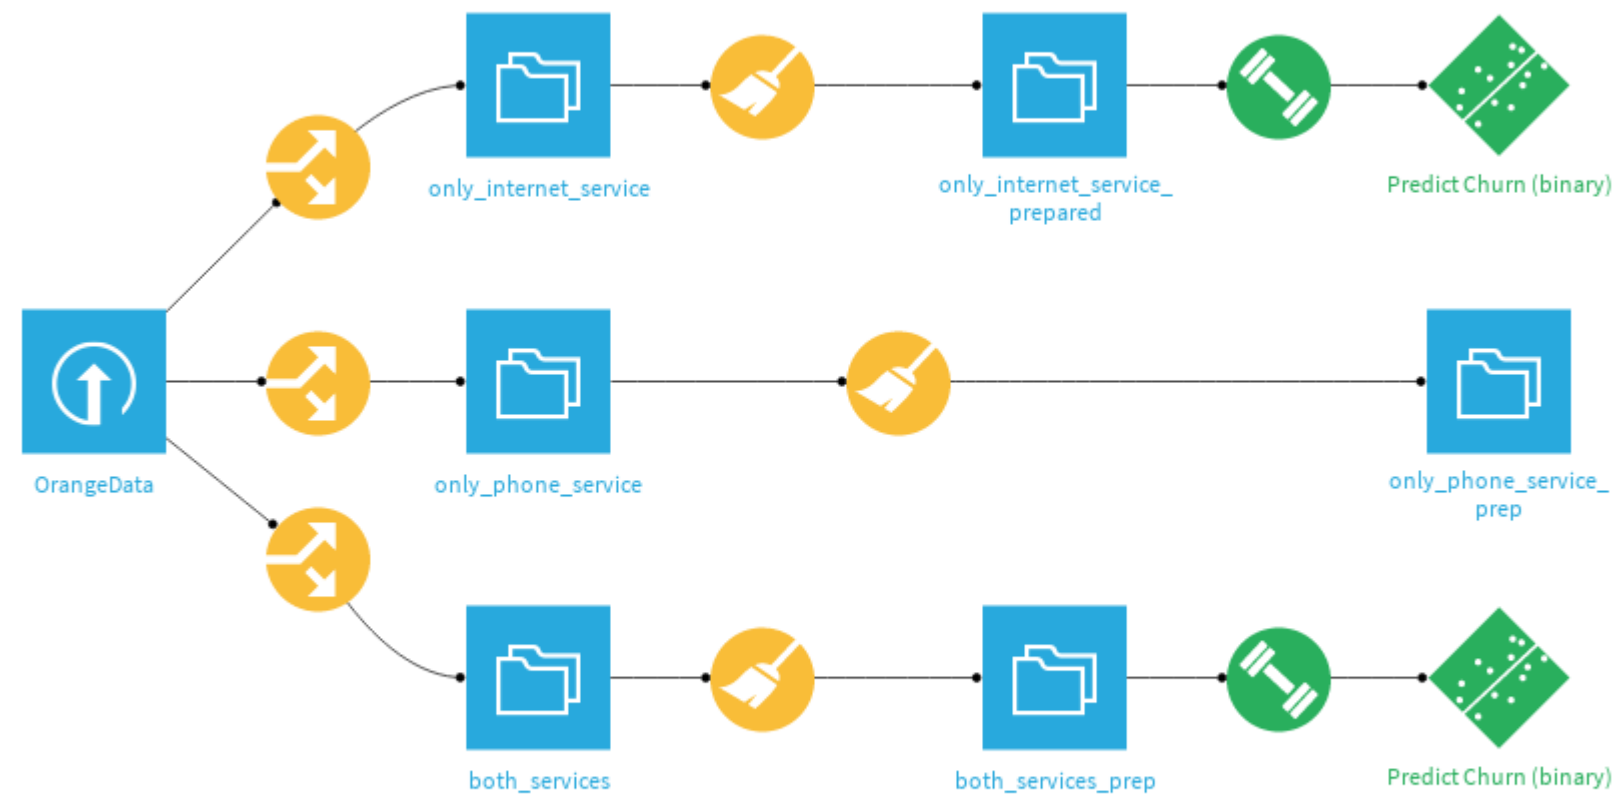 only_internet_service
only_internet_service_
prepared
Predict Churn (binary)
OrangeData
only_phone_service
only_phone_service_
prep
both_services
both_services_prep
Predict Churn (binary)